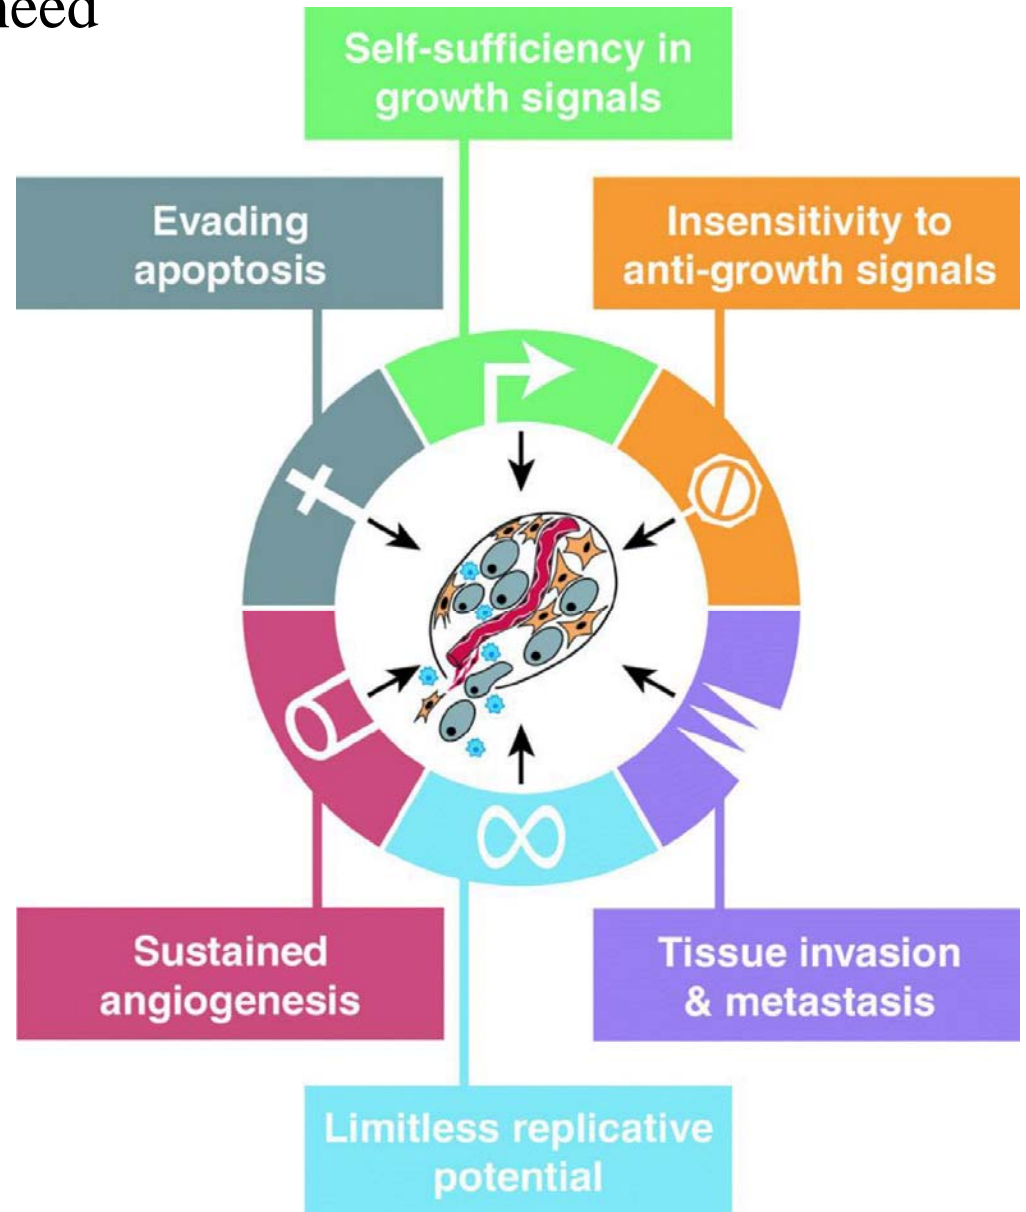 need
Self-sufficiency in
growth signals
Evading
apoptosis
Insensitivity to
anti-growth signals
Sustained
angiogenesis
Tissue invasion
& metastasis
Limitless replicative
potential